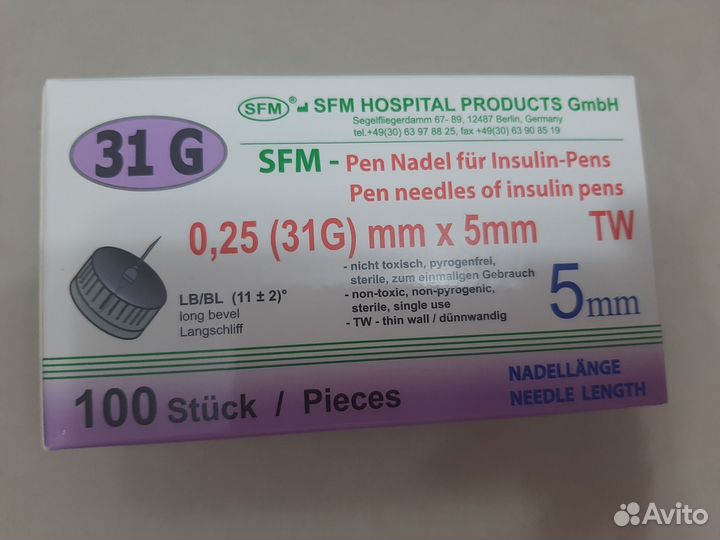 SFM® SFM HOSPITAL PRODUCTS GmbH
Segelfliegerdamm 67- 89, 12487 Berlin, Germany
tel.+49(30) 63 97 88 25, fax +49(30) 63 90 85 19
31 G
SFM - Pen Nadel für Insulin-Pens
Pen needles of insulin pens
0,25 (31G) mm x 5mm TW
- nicht toxisch, pyrogenfrei,
sterile, zum einmaligen Gebrauch
- non-toxic, non-pyrogenic,
sterile, single use
- TW - thin wall / dünnwandig
LB/BL (11 ± 2)°
long bevel
Langschliff
5mm
NADELLÄNGE
NEEDLE LENGTH
100 Stück / Pieces
Avito